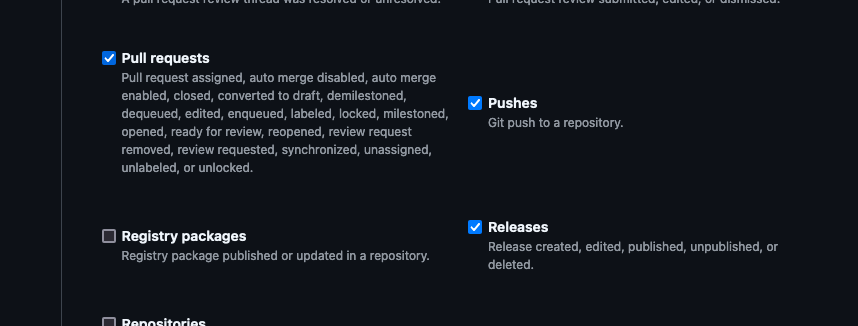 A pull request review thread was resolved or unresolved.
Pull request review submitted, edited, or dismissed.
Pull requests
Pull request assigned, auto merge disabled, auto merge
enabled, closed, converted to draft, demilestoned,
dequeued, edited, enqueued, labeled, locked, milestoned,
opened, ready for review, reopened, review request
removed, review requested, synchronized, unassigned,
unlabeled, or unlocked.
Pushes
Git push to a repository.
Registry packages
Registry package published or updated in a repository.
Releases
Release created, edited, published, unpublished, or
deleted.
Repositories